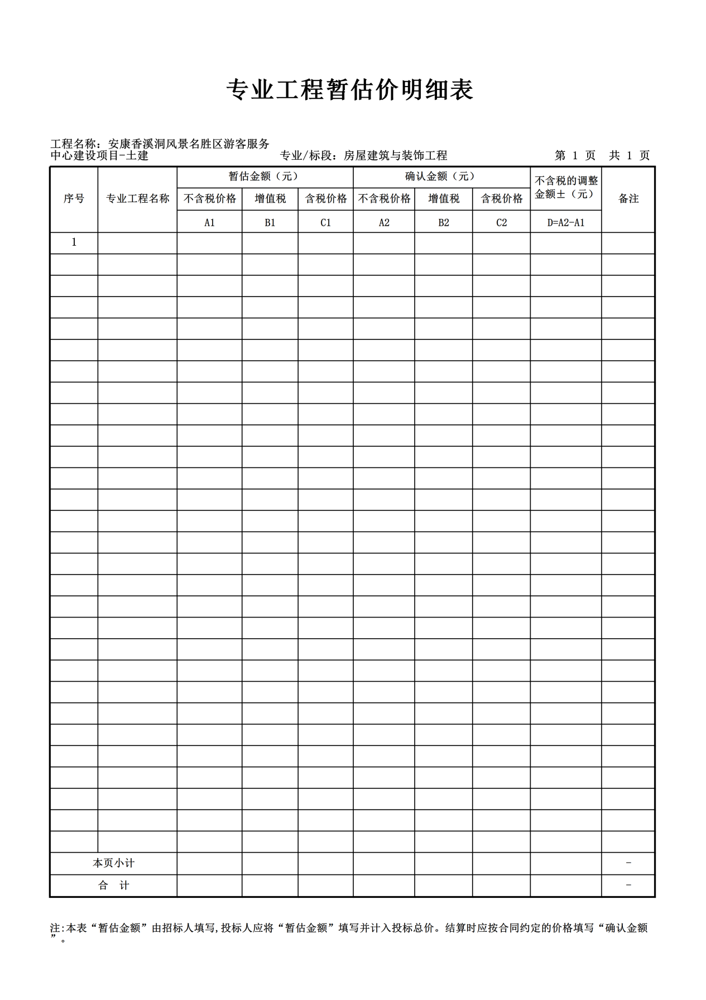 专业工程暂估价明细表
工程名称：安康香溪洞风景名胜区游客服务
中心建设项目-土建 专业/标段：房屋建筑与装饰工程 第 1 页 共 1 页
序号 专业工程名称 暂估金额（元） 确认金额（元） 不含税的调整
金额±（元） 备注
不含税价格 增值税 含税价格 不含税价格 增值税 含税价格
A1 B1 C1 A2 B2 C2 D=A2-A1
1
本页小计 -
合 计 -
注:本表“暂估金额”由招标人填写,投标人应将“暂估金额”填写并计入投标总价。结算时应按合同约定的价格填写“确认金额
”。